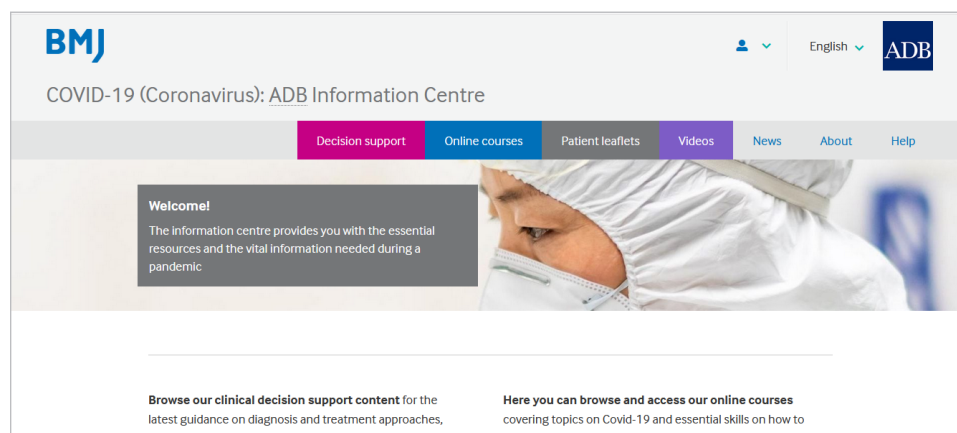 BMJ
English
ADB
COVID-19 (Coronavirus): ADB Information Centre
Decision support Online courses Patient leaflets Videos News About Help
Welcome!
The information centre provides you with the essential
resources and the vital information needed during a
pandemic
Browse our clinical decision support content for the
latest guidance on diagnosis and treatment approaches,
Here you can browse and access our online courses
covering topics on Covid-19 and essential skills on how to